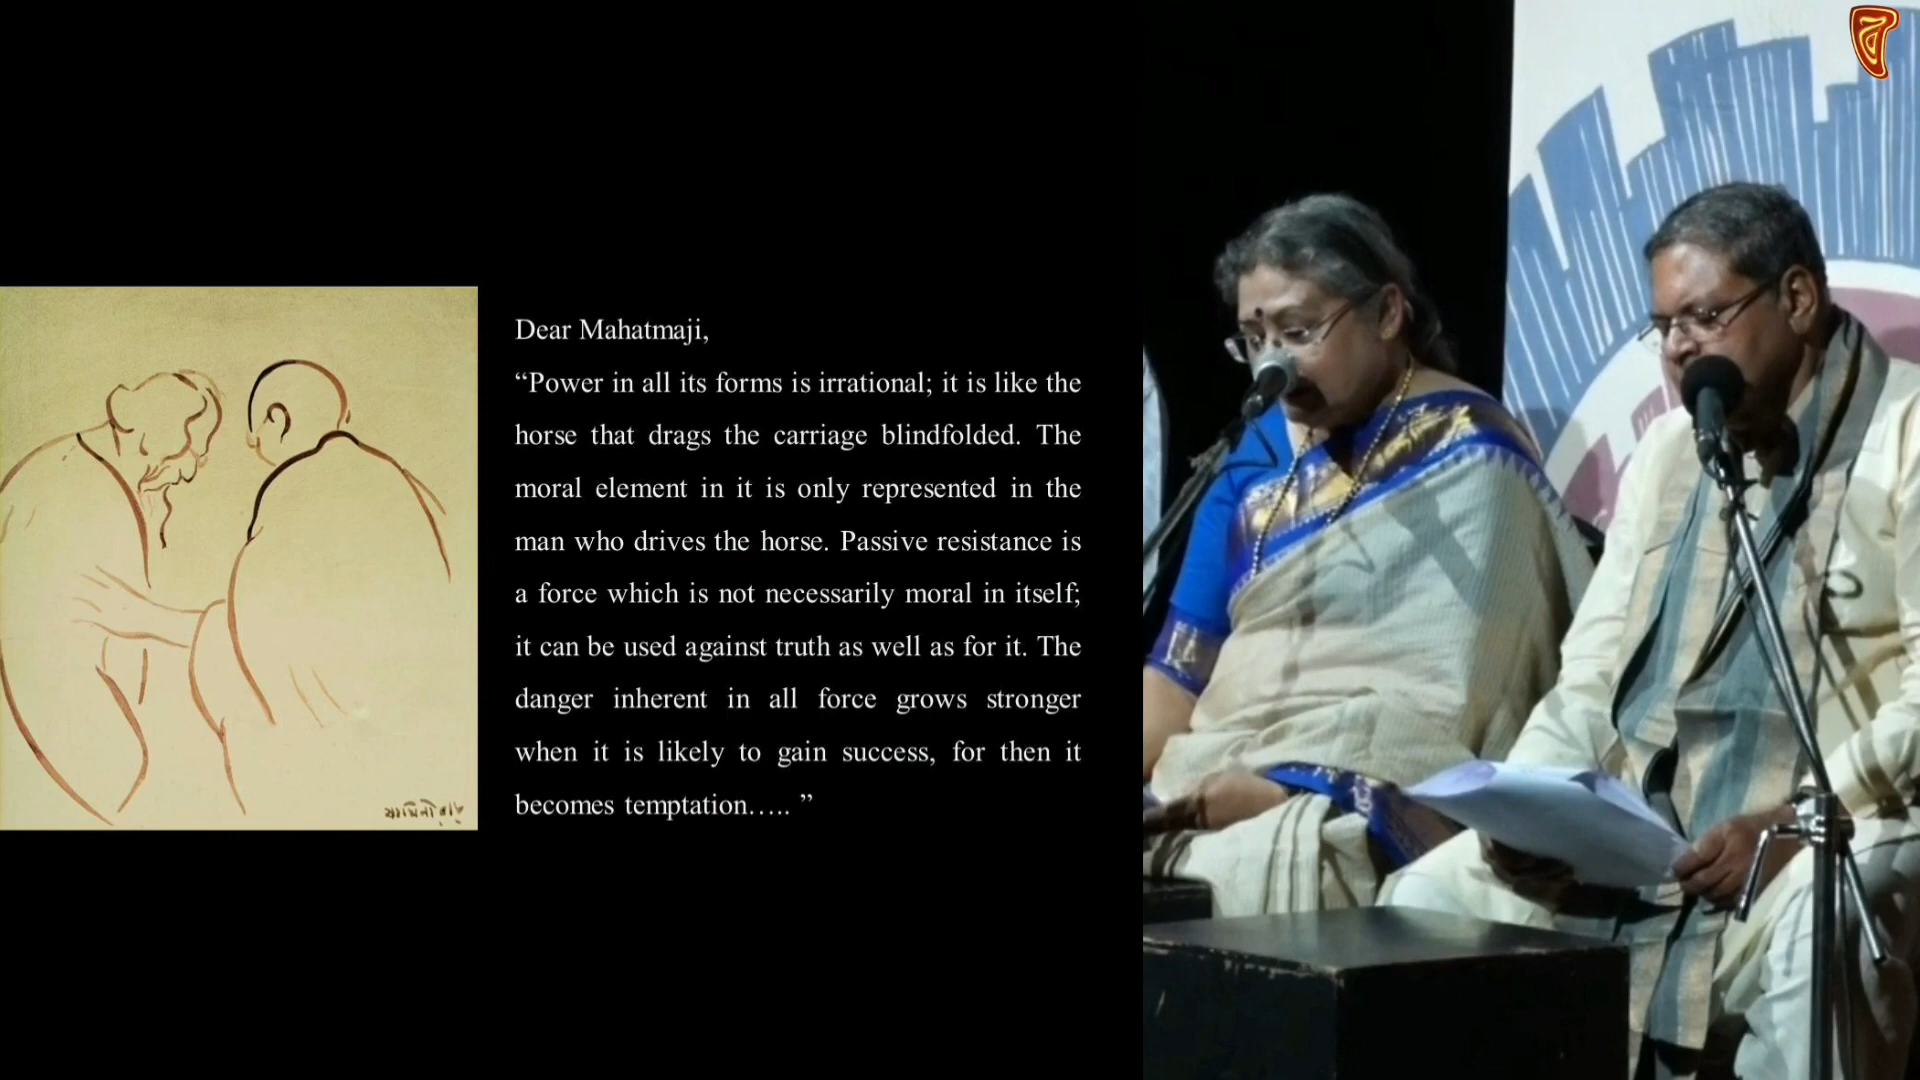 Dear Mahatmaji,
“Power in all its forms is irrational; it is like the
horse that drags the carriage blindfolded. The
moral element in it is only represented in the
man who drives the horse. Passive resistance is
a force which is not necessarily moral in itself;
it can be used against truth as well as for it. The
danger inherent in all force grows stronger
when it is likely to gain success, for then it
becomes temptation….. ”